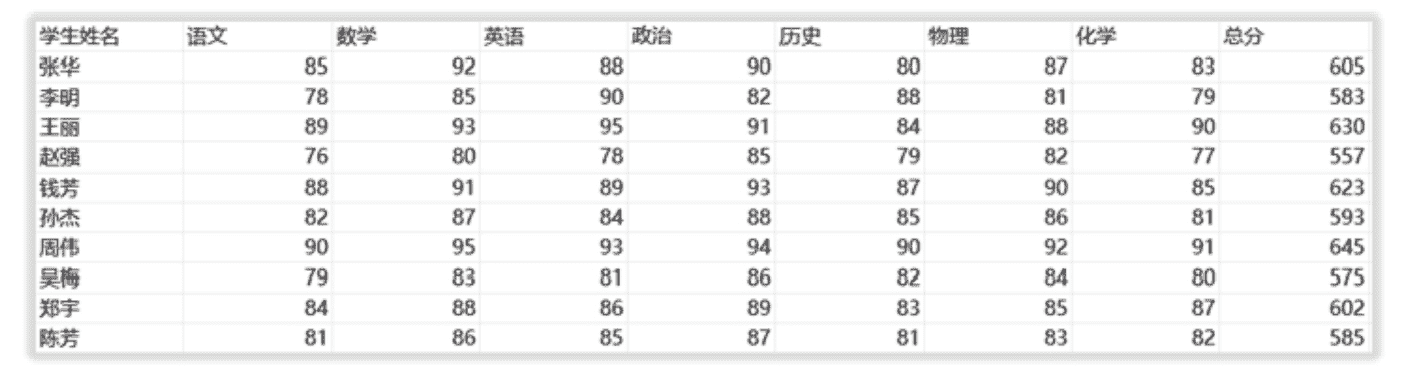 学生姓名 语文 数学 英语 政治 历史 物理 化学 总分
张华 85 92 88 90 80 87 83 605
李明 78 85 90 82 88 81 79 583
王丽 89 93 95 91 84 88 90 630
赵强 76 80 78 85 79 82 77 557
钱芳 88 91 89 93 87 90 85 623
孙杰 82 87 84 88 85 86 81 593
周伟 90 95 93 94 90 92 91 645
吴梅 79 83 81 86 82 84 80 575
郑宇 84 88 86 89 83 85 87 602
陈芳 81 86 85 87 81 83 82 585